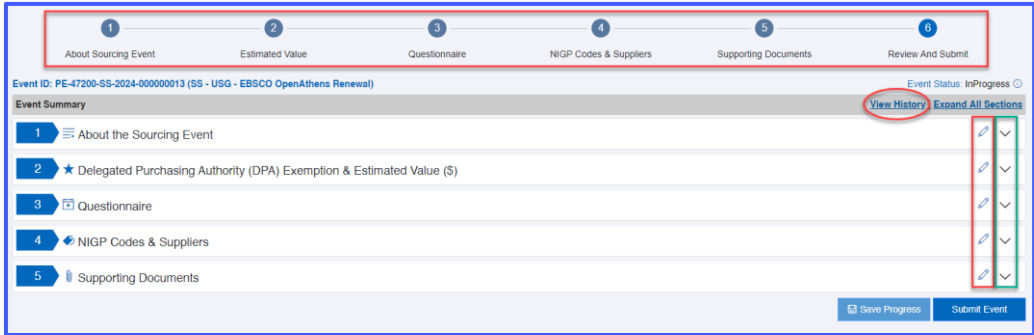 1 2 3 4 5 6
About Sourcing Event Estimated Value Questionnaire NIGP Codes & Suppliers Supporting Documents Review And Submit
Event ID: PE-47200-SS-2024-000000013 (SS - USG - EBSCO OpenAthens Renewal) Event Status: InProgress
Event Summary View History | Expand All Sections
1 About the Sourcing Event
2 Delegated Purchasing Authority (DPA) Exemption & Estimated Value ($)
3 Questionnaire
4 NIGP Codes & Suppliers
5 Supporting Documents
Save Progress Submit Event